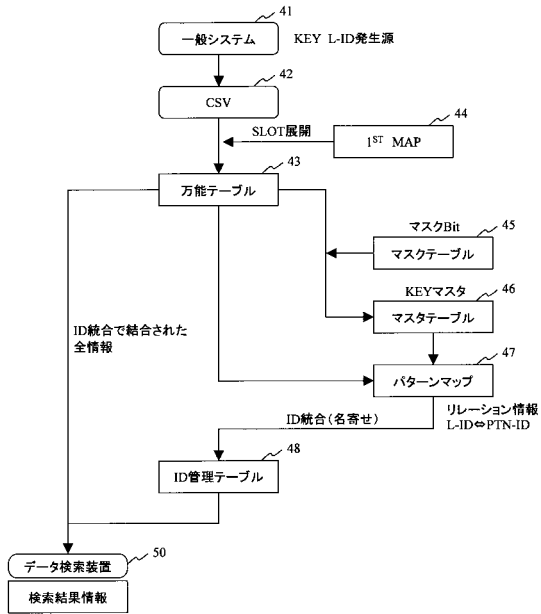 41
一般システム
KEY L-ID発生源
42
CSV
44
SLOT展開
1ST MAP
43
万能テーブル
マスクBit
45
マスクテーブル
KEYマスタ
46
マスタテーブル
ID統合で結合された
全情報
47
パターンマップ
リレーション情報
L-ID⇔PTN-ID
ID統合(名寄せ)
48
ID管理テーブル
50
データ検索装置
検索結果情報